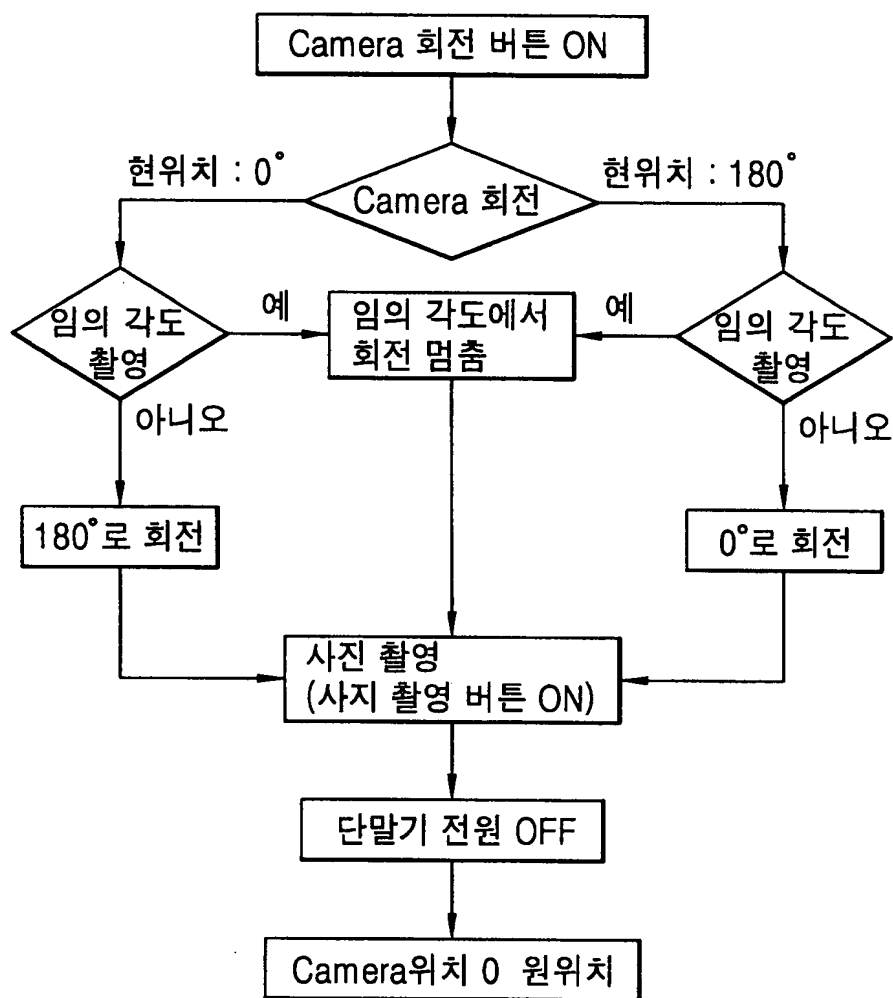 Camera 회전 버튼 ON
현위치 : 0°
현위치 : 180°
Camera 회전
임의 각도
촬영
예
임의 각도에서
회전 멈춤
예
임의 각도
촬영
아니오
아니오
180°로 회전
0°로 회전
사진 촬영
(사지 촬영 버튼 ON)
단말기 전원 OFF
Camera위치 0 원위치